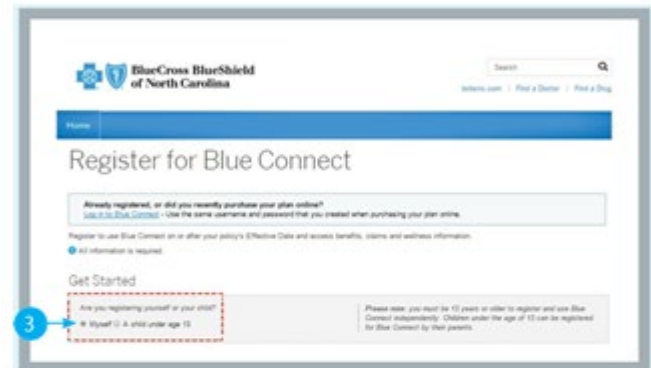 BlueCross BlueShield
of North Carolina
Search
bcbsnc.com | Find a Doctor | Find a Drug
Home
Register for Blue Connect
Already registered, or did you recently purchase your plan online?
Log in to Blue Connect - Use the same username and password that you created when purchasing your plan online.
Register to use Blue Connect on or after your policy's Effective Date and access benefits, claims and wellness information.
All information is required.
Get Started
Are you registering yourself or your child?
Myself A child under age 13
Please note: you must be 13 years or older to register and use Blue
Connect independently. Children under the age of 13 can be registered
for Blue Connect by their parents.
3